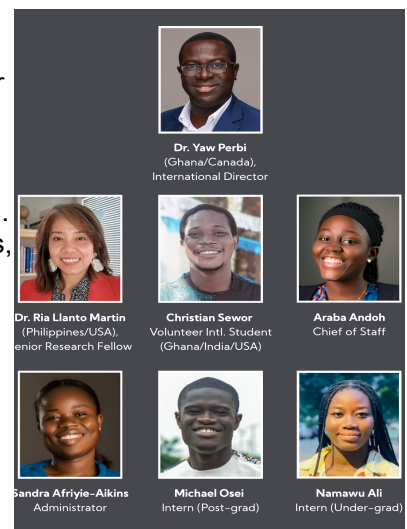 r
.
s,
Dr. Yaw Perbi
(Ghana/Canada),
International Director
Dr. Ria Llanto Martin
(Philippines/USA),
enior Research Fellow
Christian Sewor
Volunteer Intl. Student
(Ghana/India/USA)
Araba Andoh
Chief of Staff
Sandra Afriyie-Aikins
Administrator
Michael Osei
Intern (Post-grad)
Namawu Ali
Intern (Under-grad)